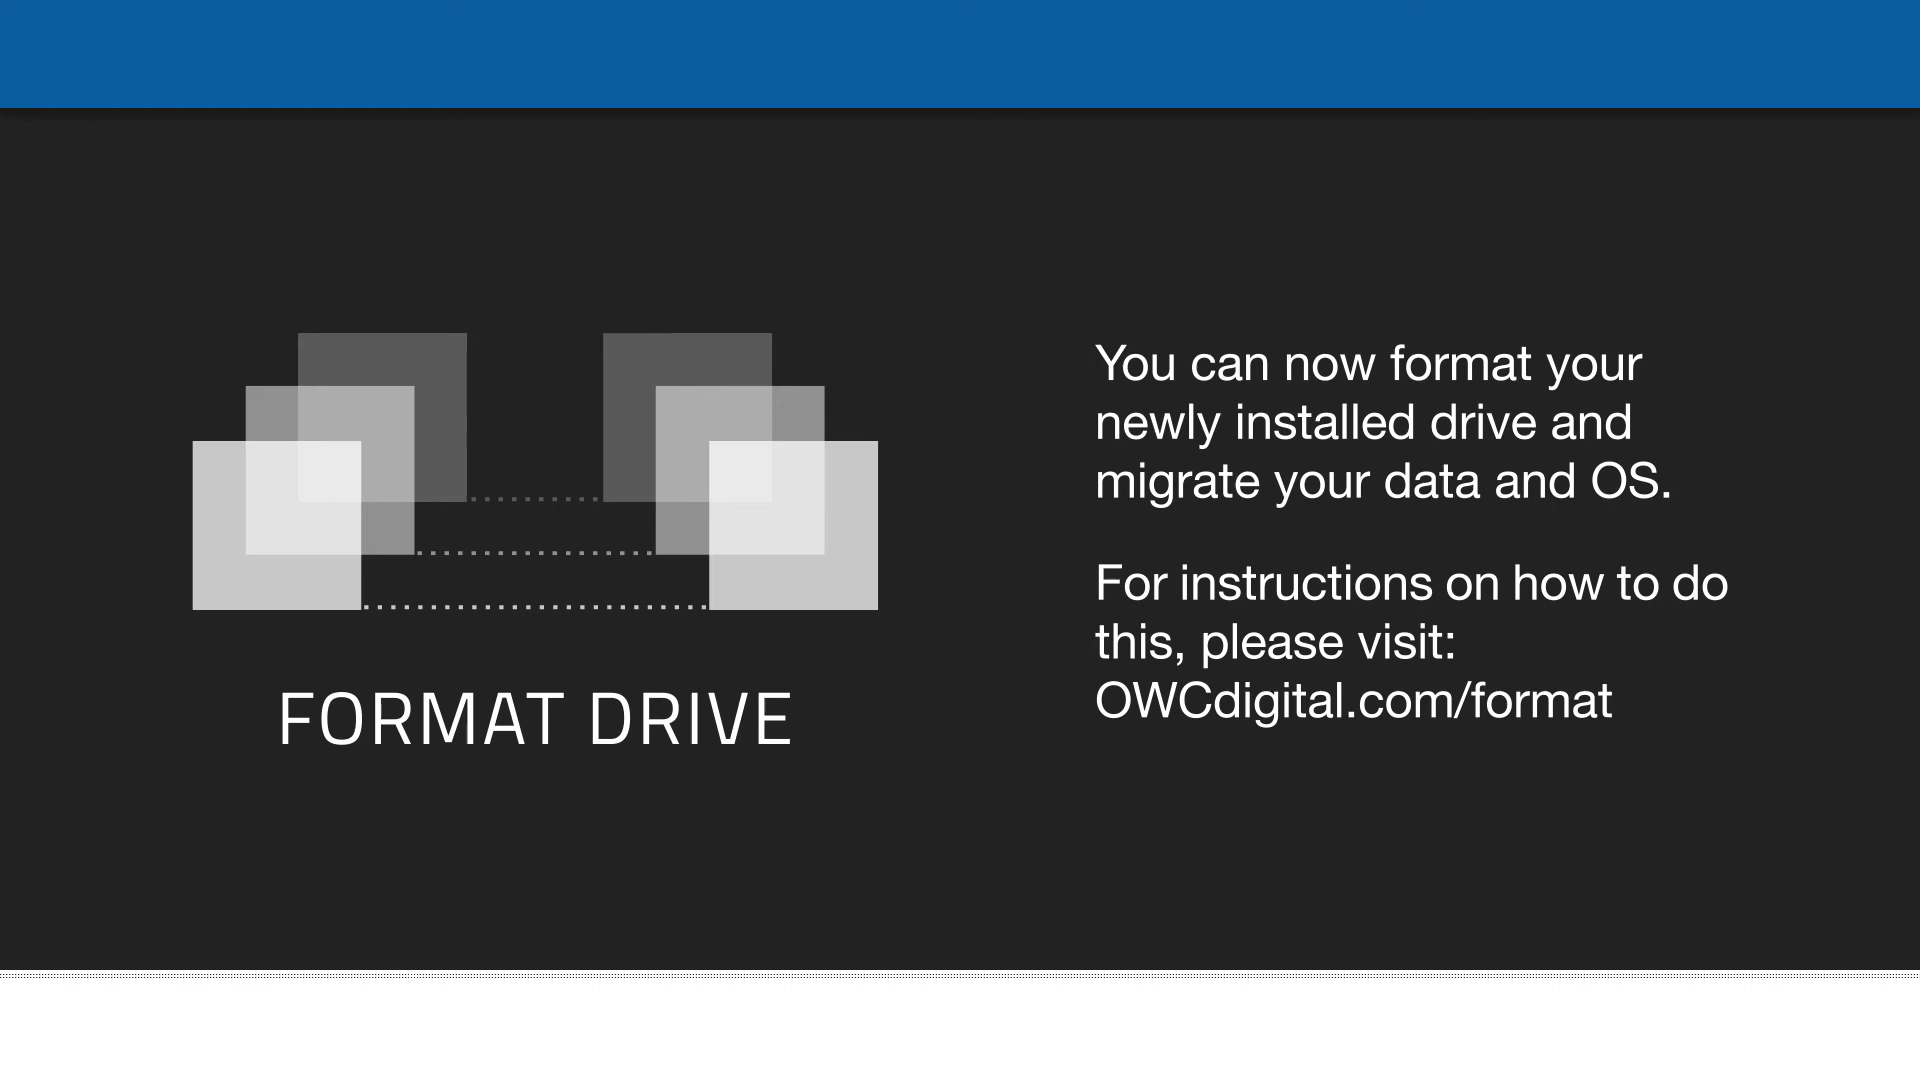 FORMAT DRIVE
You can now format your
newly installed drive and
migrate your data and OS.
For instructions on how to do
this, please visit:
OWCdigital.com/format